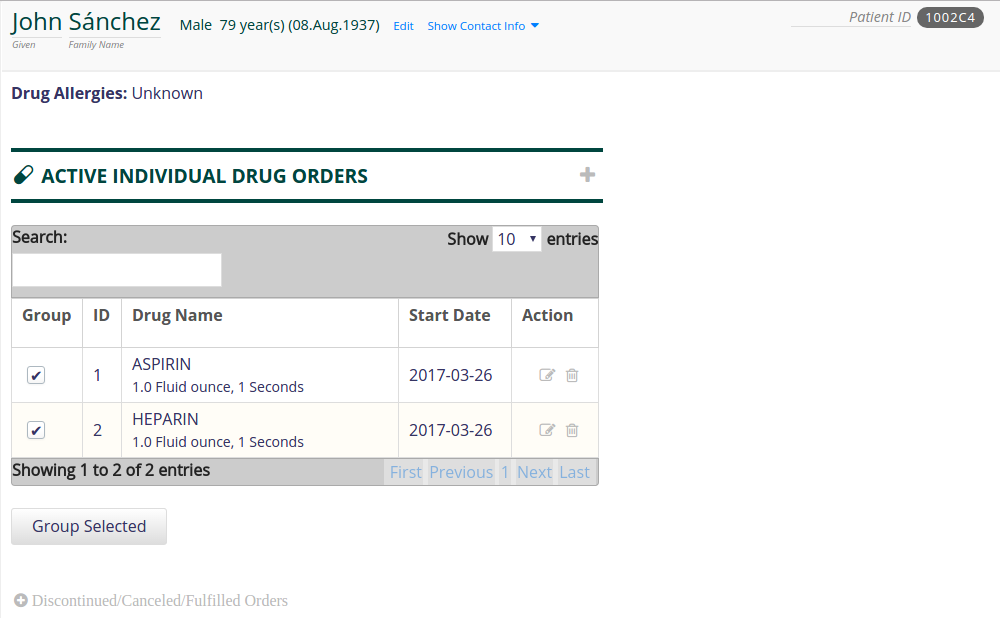 John Sánchez Male 79 year(s) (08.Aug.1937) Edit Show Contact Info Patient ID 1002C4
Given Family Name
Drug Allergies: Unknown
ACTIVE INDIVIDUAL DRUG ORDERS
Search: Show 10 entries
Group ID Drug Name Start Date Action
1 ASPIRIN 2017-03-26
1.0 Fluid ounce, 1 Seconds
2 HEPARIN 2017-03-26
1.0 Fluid ounce, 1 Seconds
Showing 1 to 2 of 2 entries First Previous 1 Next Last
Group Selected
Discontinued/Canceled/Fulfilled Orders